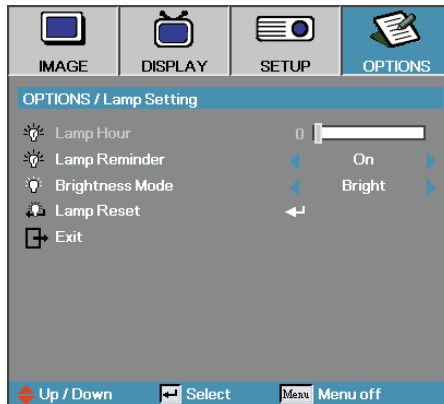 IMAGE DISPLAY SETUP OPTIONS
OPTIONS / Lamp Setting
Lamp Hour 0
Lamp Reminder On
Brightness Mode Bright
Lamp Reset
Exit
Up / Down Select Menu Menu off